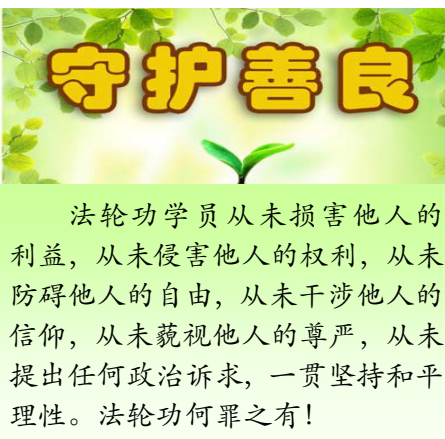 守护善良
法轮功学员从未损害他人的
利益，从未侵害他人的权利，从未
防碍他人的自由，从未干涉他人的
信仰，从未藐视他人的尊严，从未
提出任何政治诉求，一贯坚持和平
理性。法轮功何罪之有！